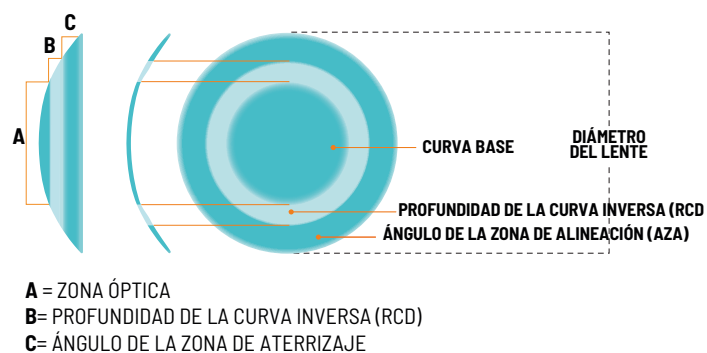 C
B
A
CURVA BASE
DIÁMETRO
DEL LENTE
PROFUNDIDAD DE LA CURVA INVERSA (RCD
ÁNGULO DE LA ZONA DE ALINEACIÓN (AZA)
A = ZONA ÓPTICA
B= PROFUNDIDAD DE LA CURVA INVERSA (RCD)
C= ÁNGULO DE LA ZONA DE ATERRIZAJE